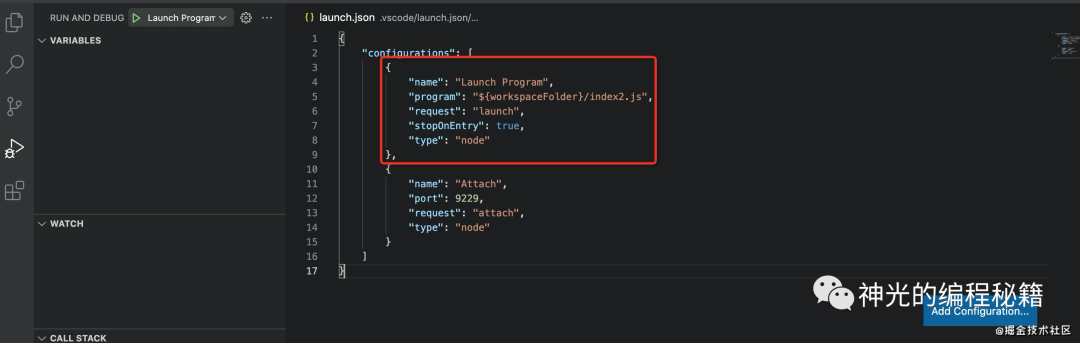 RUN AND DEBUG
Launch Program
launch.json .vscode/launch.json/...
VARIABLES
WATCH
CALL STACK
1 {
2 "configurations": [
3 {
4 "name": "Launch Program",
5 "program": "${workspaceFolder}/index2.js",
6 "request": "launch",
7 "stopOnEntry": true,
8 "type": "node"
9 },
10 {
11 "name": "Attach",
12 "port": 9229,
13 "request": "attach",
14 "type": "node"
15 }
16 ]
17 }
神光的编程秘籍
Add Configuration...
@掘金技术社区